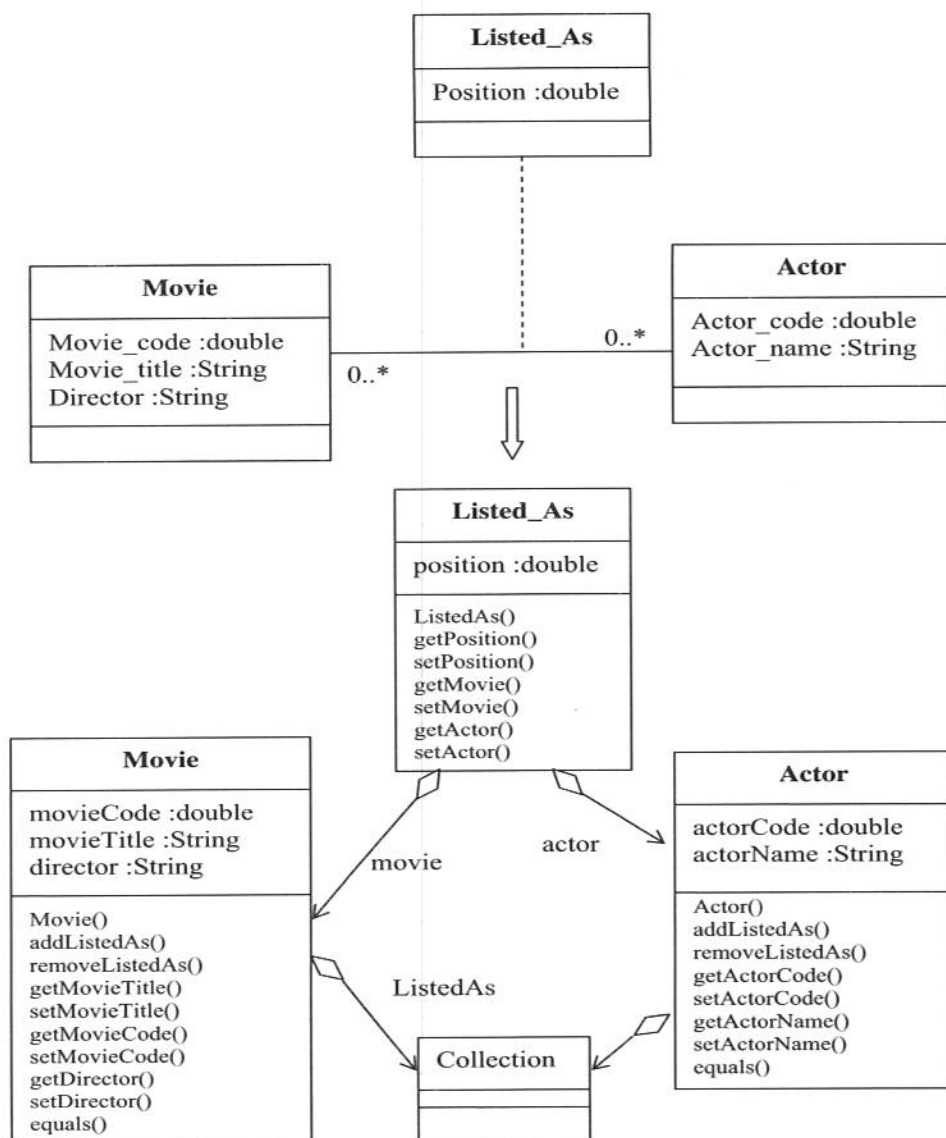 Listed_As
Position :double
Movie
Movie_code :double
Movie_title :String
Director :String
0..*
0..*
Actor
Actor_code :double
Actor_name :String
Listed_As
position :double
ListedAs()
getPosition()
setPosition()
getMovie()
setMovie()
getActor()
setActor()
Movie
movieCode :double
movieTitle :String
director :String
Movie()
addListedAs()
removeListedAs()
getMovieTitle()
setMovieTitle()
getMovieCode()
setMovieCode()
getDirector()
setDirector()
equals()
movie
actor
Actor
actorCode :double
actorName :String
Actor()
addListedAs()
removeListedAs()
getActorCode()
setActorCode()
getActorName()
setActorName()
equals()
ListedAs
Collection